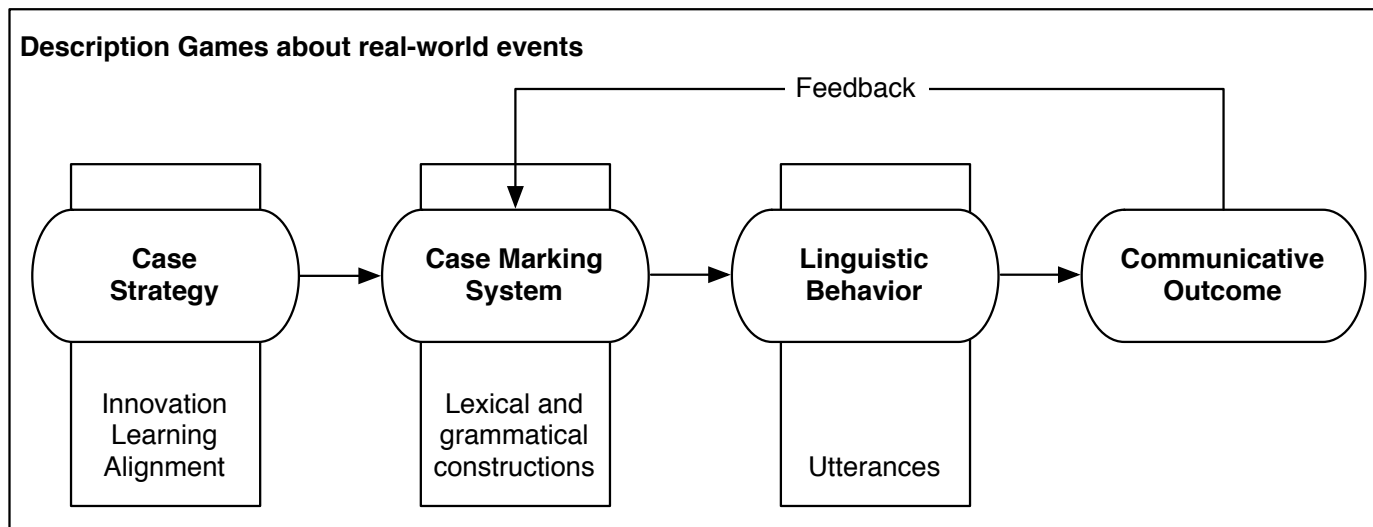 Description Games about real-world events
Feedback
Case
Strategy
Case Marking
System
Linguistic
Behavior
Communicative
Outcome
Innovation
Learning
Alignment
Lexical and
grammatical
constructions
Utterances